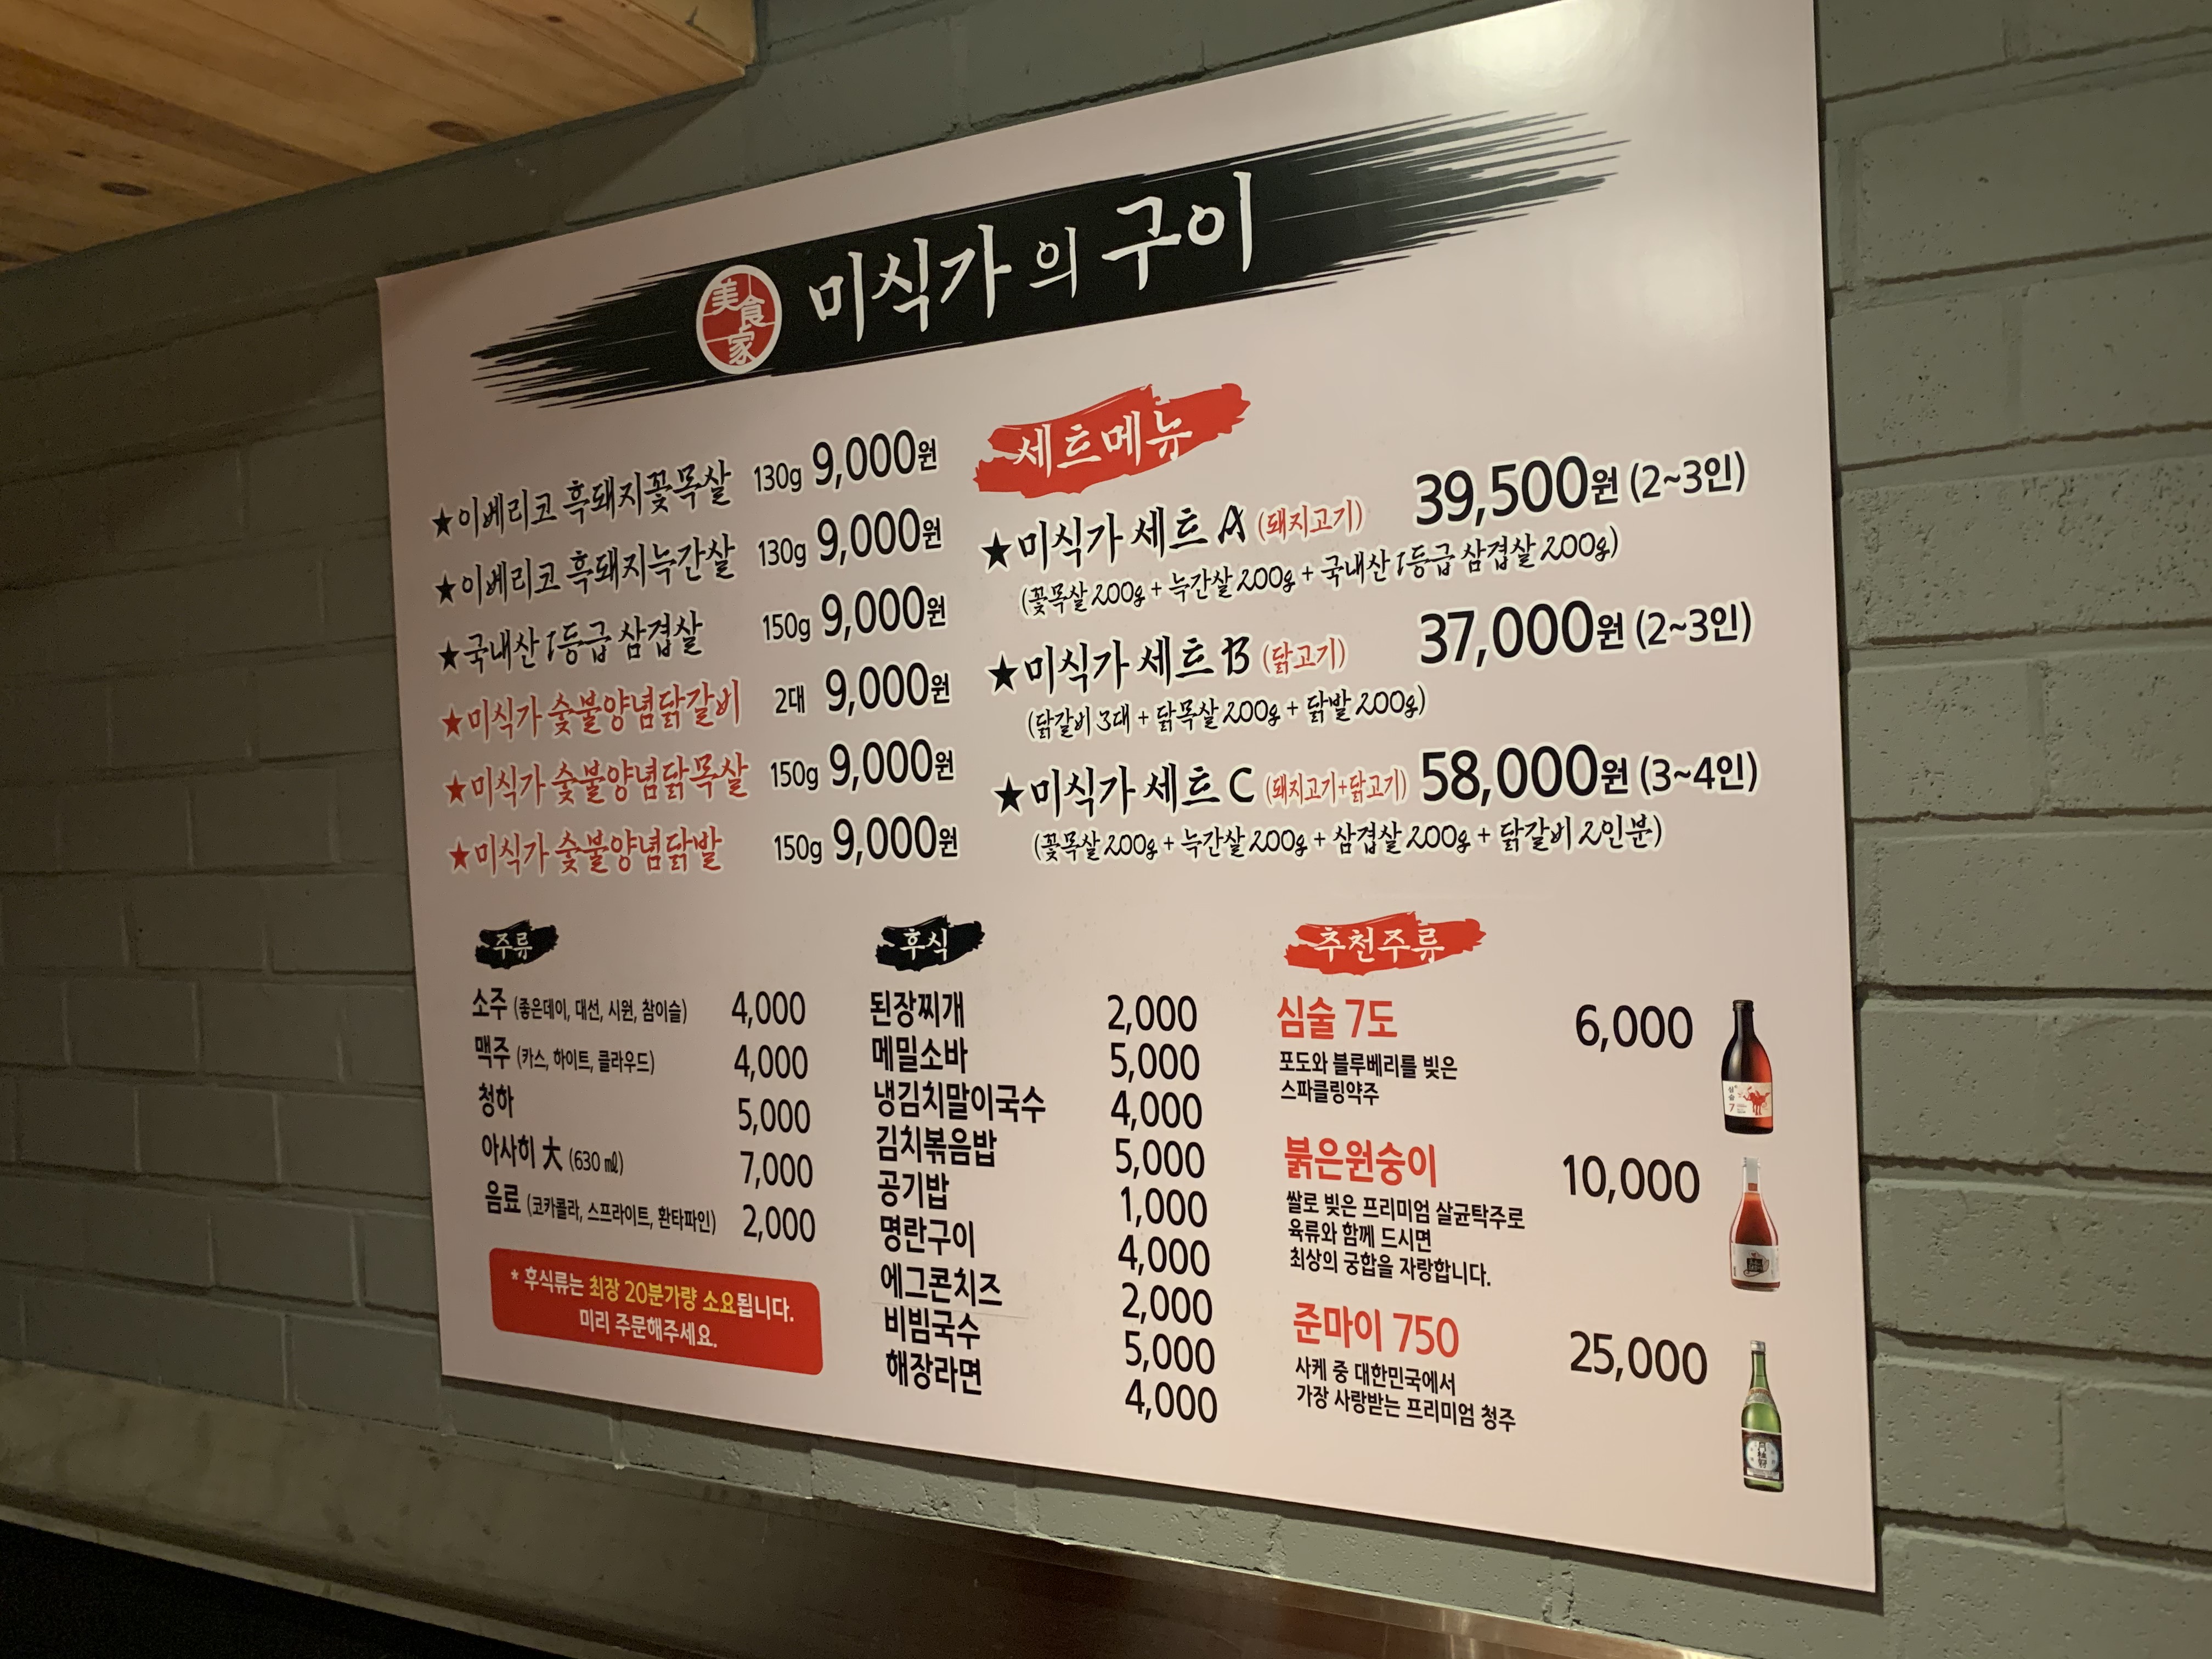 美食家 미식가의 구이
★이베리코 흑돼지꽃목살 130g 9,000원
★이베리코 흑돼지늑간살 130g 9,000원
★국내산 1등급 삼겹살 150g 9,000원
★미식가 숯불양념닭갈비 2대 9,000원
★미식가 숯불양념닭목살 150g 9,000원
★미식가 숯불양념닭발 150g 9,000원
세트메뉴
★미식가 세트 A (돼지고기) 39,500원 (2~3인)
(꽃목살 200g + 늑간살 200g + 국내산 1등급 삼겹살 200g)
★미식가 세트 B (닭고기) 37,000원 (2~3인)
(닭갈비 3대 + 닭목살 200g + 닭발 200g)
★미식가 세트 C (돼지고기+닭고기) 58,000원 (3~4인)
(꽃목살 200g + 늑간살 200g + 삼겹살 200g + 닭갈비 2인분)
주류
소주 (좋은데이, 대선, 시원, 참이슬) 4,000
맥주 (카스, 하이트, 클라우드) 4,000
청하 5,000
아사히 大 (630 ㎖) 7,000
음료 (코카콜라, 스프라이트, 환타파인) 2,000
* 후식류는 최장 20분가량 소요됩니다.
미리 주문해주세요.
후식
된장찌개 2,000
메밀소바 5,000
냉김치말이국수 4,000
김치볶음밥 5,000
공기밥 1,000
명란구이 4,000
에그콘치즈 2,000
비빔국수 5,000
해장라면 4,000
추천주류
심술 7도 6,000
포도와 블루베리를 빚은
스파클링약주
붉은원숭이 10,000
쌀로 빚은 프리미엄 살균탁주로
육류와 함께 드시면
최상의 궁합을 자랑합니다.
준마이 750 25,000
사케 중 대한민국에서
가장 사랑받는 프리미엄 청주
심술
7
月桂冠